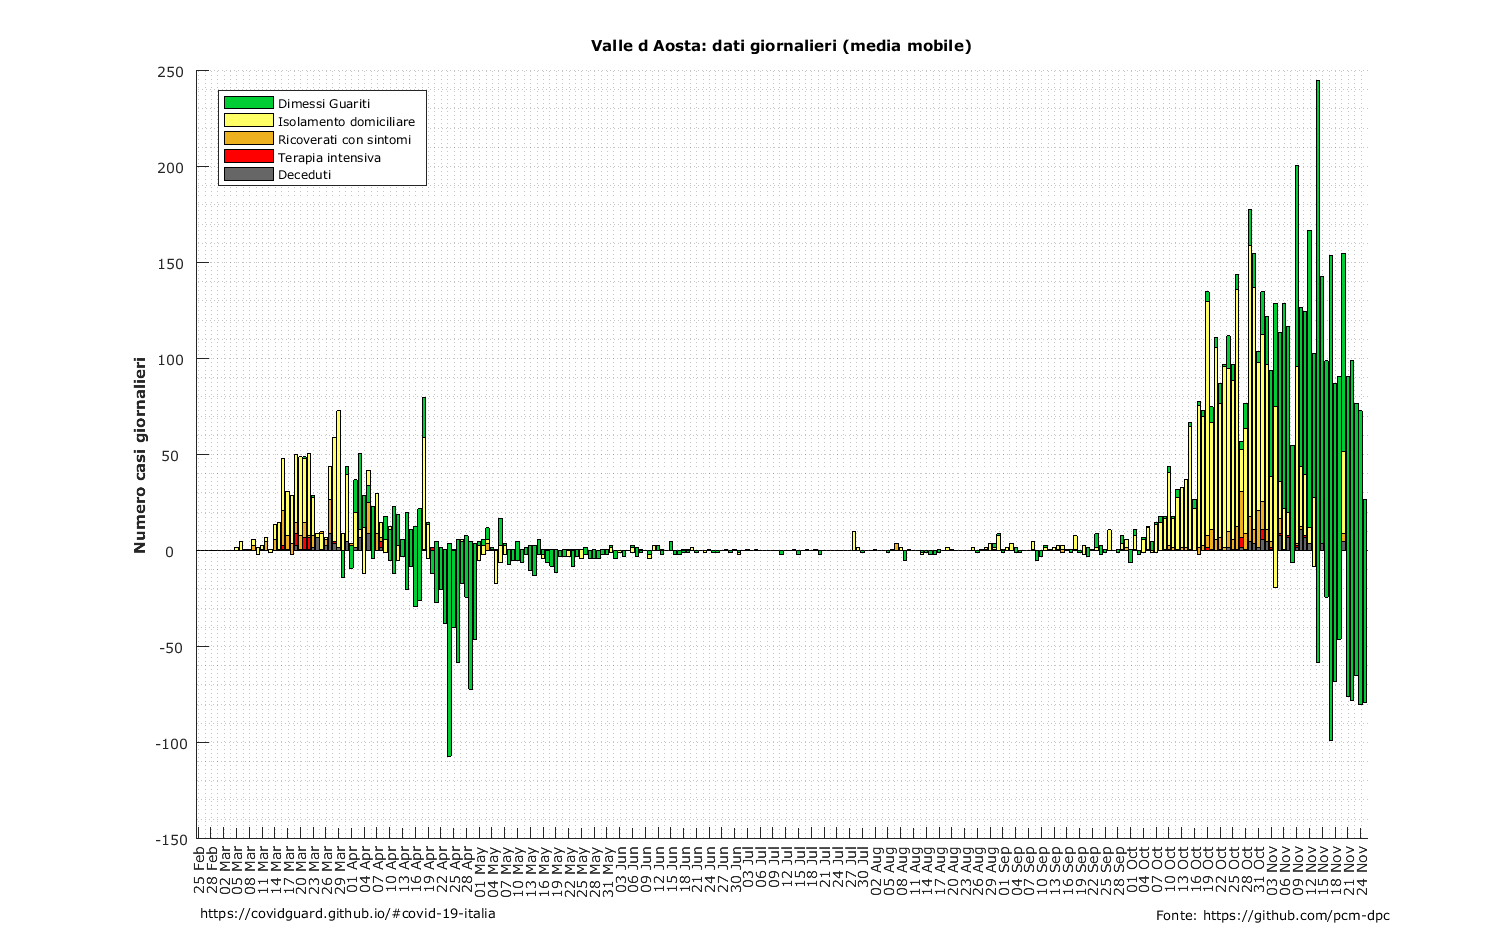 Valle d Aosta: dati giornalieri (media mobile)
250
200
150
100
50
0
-50
-100
-150
Numero casi giornalieri
Dimessi Guariti
Isolamento domiciliare
Ricoverati con sintomi
Terapia intensiva
Deceduti
25 Feb
28 Feb
02 Mar
05 Mar
08 Mar
11 Mar
14 Mar
17 Mar
20 Mar
23 Mar
26 Mar
29 Mar
01 Apr
04 Apr
07 Apr
10 Apr
13 Apr
16 Apr
19 Apr
22 Apr
25 Apr
28 Apr
01 May
04 May
07 May
10 May
13 May
16 May
19 May
22 May
25 May
28 May
31 May
03 Jun
06 Jun
09 Jun
12 Jun
15 Jun
18 Jun
21 Jun
24 Jun
27 Jun
30 Jun
03 Jul
06 Jul
09 Jul
12 Jul
15 Jul
18 Jul
21 Jul
24 Jul
27 Jul
30 Jul
02 Aug
05 Aug
08 Aug
11 Aug
14 Aug
17 Aug
20 Aug
23 Aug
26 Aug
29 Aug
01 Sep
04 Sep
07 Sep
10 Sep
13 Sep
16 Sep
19 Sep
22 Sep
25 Sep
28 Sep
01 Oct
04 Oct
07 Oct
10 Oct
13 Oct
16 Oct
19 Oct
22 Oct
25 Oct
28 Oct
31 Oct
03 Nov
06 Nov
09 Nov
12 Nov
15 Nov
18 Nov
21 Nov
24 Nov
https://covidguard.github.io/#covid-19-italia
Fonte: https://github.com/pcm-dpc